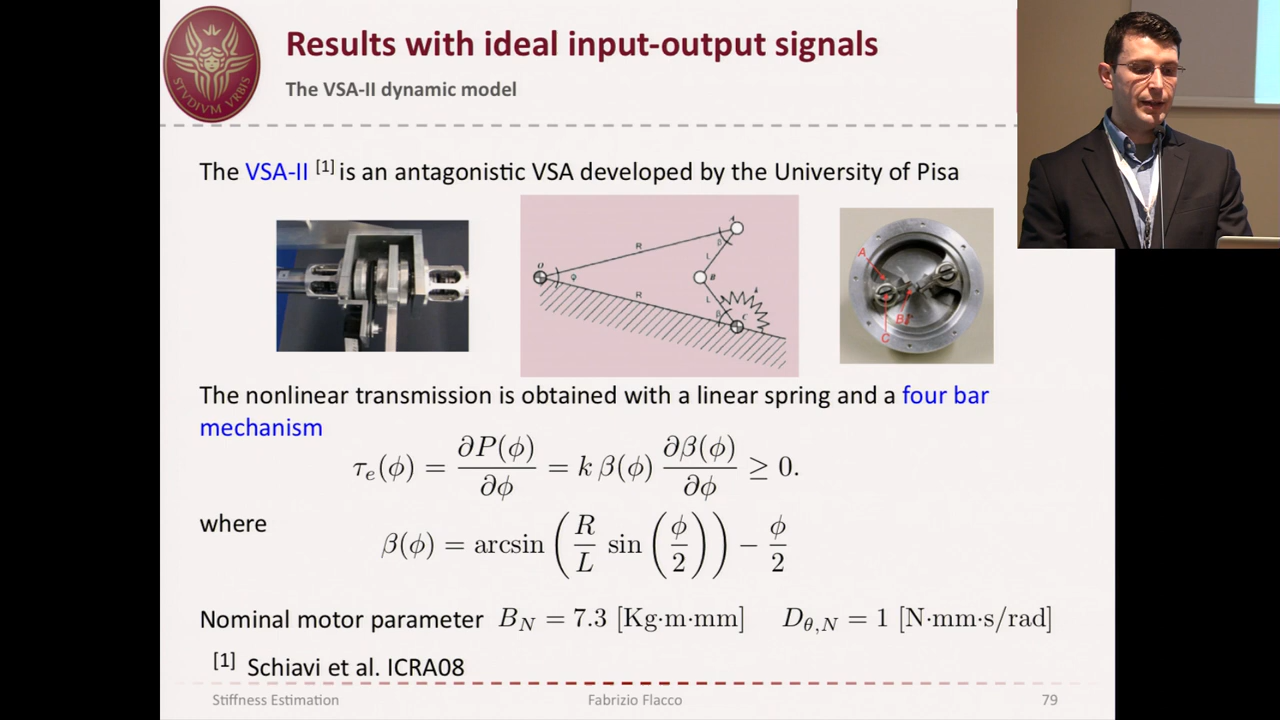 Results with ideal input-output signals
The VSA-II dynamic model
STVDIVM VRBIS
The VSA-II [1] is an antagonistic VSA developed by the University of Pisa
A
β
R
L
O
Φ
B
R
L
k
β
C
A
B
C
The nonlinear transmission is obtained with a linear spring and a four bar
mechanism
τₑ(ϕ) = ∂P(ϕ)/∂ϕ = k β(ϕ) ∂β(ϕ)/∂ϕ ≥ 0.
where
β(ϕ) = arcsin (R/L sin (ϕ/2)) − ϕ/2
Nominal motor parameter B_N = 7.3 [Kg·m·mm] D_θ,N = 1 [N·mm·s/rad]
[1] Schiavi et al. ICRA08
Stiffness Estimation Fabrizio Flacco 79